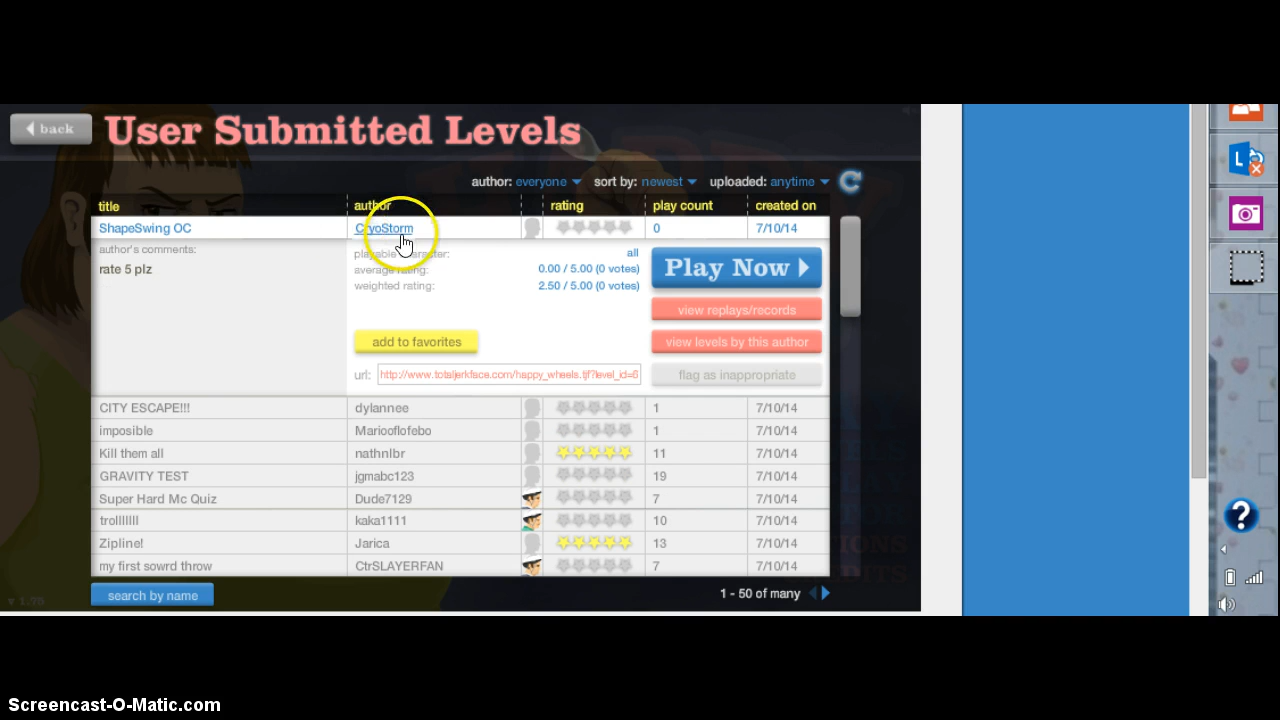 back
User Submitted Levels
author: everyone sort by: newest uploaded: anytime
title author rating play count created on
ShapeSwing OC CryoStorm 0 7/10/14
author's comments:
rate 5 plz
playable character: all
average rating: 0.00 / 5.00 (0 votes)
weighted rating: 2.50 / 5.00 (0 votes)
Play Now
view replays/records
add to favorites
view levels by this author
url: http://www.totaljerkface.com/happy_wheels.tjf?level_id=6
flag as inappropriate
CITY ESCAPE!!! dylannee 1 7/10/14
imposible Mariooflofebo 1 7/10/14
Kill them all nathnlbr 11 7/10/14
GRAVITY TEST jgmabc123 19 7/10/14
Super Hard Mc Quiz Dude7129 7 7/10/14
trolllllll kaka1111 10 7/10/14
Zipline! Jarica 13 7/10/14
my first sowrd throw CtrSLAYERFAN 7 7/10/14
search by name
1 - 50 of many
Screencast-O-Matic.com